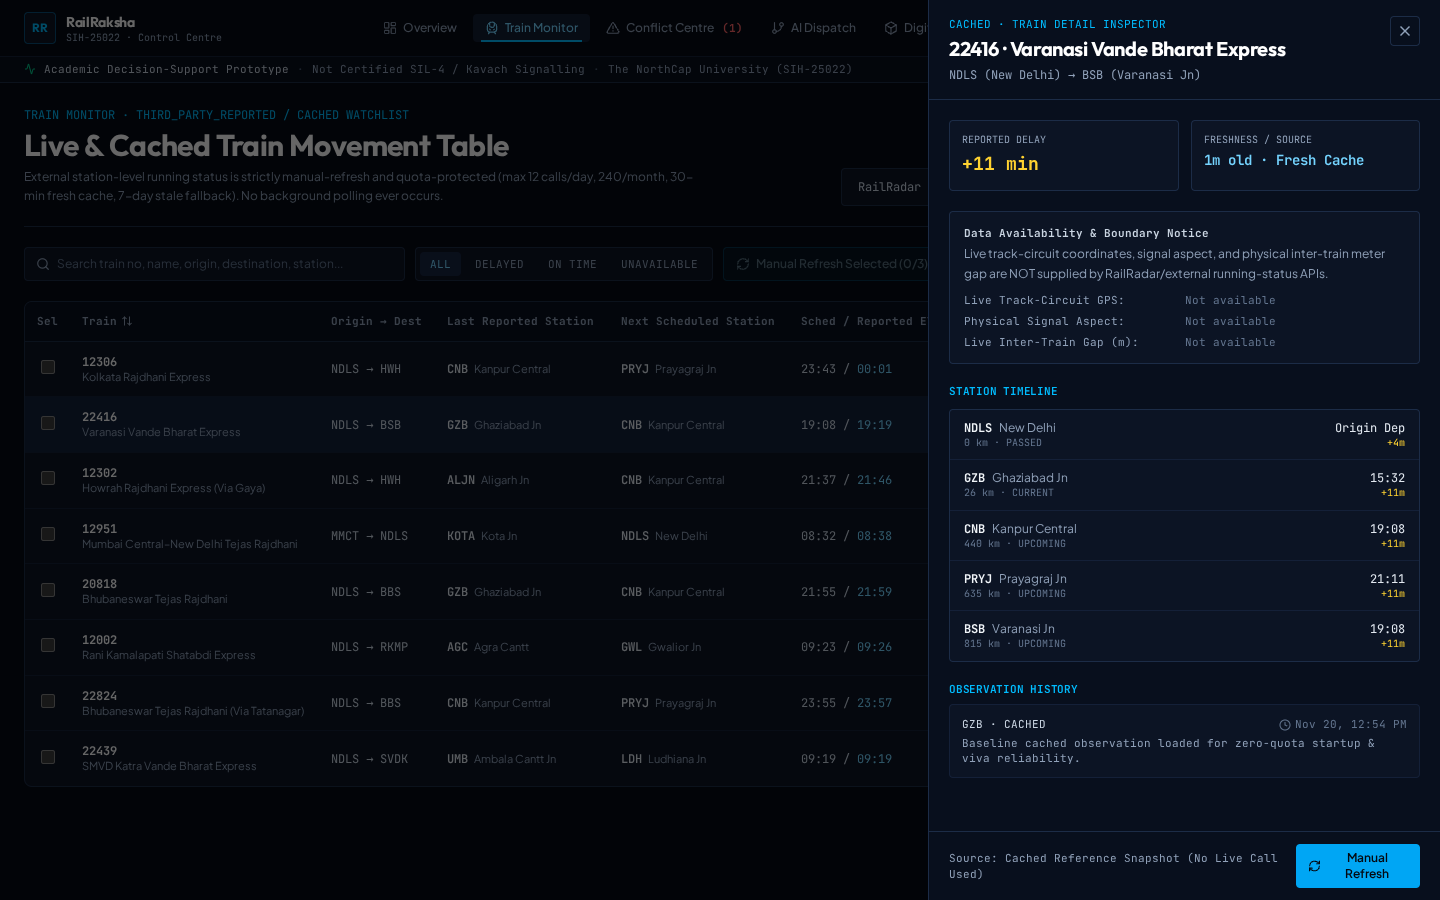 RR
RailRaksha
SIH-25022 · Control Centre
Overview
Train Monitor
Conflict Centre (1)
AI Dispatch
Digi
Academic Decision-Support Prototype · Not Certified SIL-4 / Kavach Signalling · The NorthCap University (SIH-25022)
TRAIN MONITOR · THIRD_PARTY_REPORTED / CACHED WATCHLIST
Live & Cached Train Movement Table
External station-level running status is strictly manual-refresh and quota-protected (max 12 calls/day, 240/month, 30-
min fresh cache, 7-day stale fallback). No background polling ever occurs.
RailRadar
Search train no, name, origin, destination, station...
ALL
DELAYED
ON TIME
UNAVAILABLE
Manual Refresh Selected (0/3)
Sel Train ↑↓ Origin → Dest Last Reported Station Next Scheduled Station Sched / Reported E
12306
Kolkata Rajdhani Express
NDLS → HWH CNB Kanpur Central PRYJ Prayagraj Jn 23:43 / 00:01
22416
Varanasi Vande Bharat Express
NDLS → BSB GZB Ghaziabad Jn CNB Kanpur Central 19:08 / 19:19
12302
Howrah Rajdhani Express (Via Gaya)
NDLS → HWH ALJN Aligarh Jn CNB Kanpur Central 21:37 / 21:46
12951
Mumbai Central–New Delhi Tejas Rajdhani
MMCT → NDLS KOTA Kota Jn NDLS New Delhi 08:32 / 08:38
20818
Bhubaneswar Tejas Rajdhani
NDLS → BBS GZB Ghaziabad Jn CNB Kanpur Central 21:55 / 21:59
12002
Rani Kamalapati Shatabdi Express
NDLS → RKMP AGC Agra Cantt GWL Gwalior Jn 09:23 / 09:26
22824
Bhubaneswar Tejas Rajdhani (Via Tatanagar)
NDLS → BBS CNB Kanpur Central PRYJ Prayagraj Jn 23:55 / 23:57
22439
SMVD Katra Vande Bharat Express
NDLS → SVDK UMB Ambala Cantt Jn LDH Ludhiana Jn 09:19 / 09:19
CACHED · TRAIN DETAIL INSPECTOR
22416 · Varanasi Vande Bharat Express
NDLS (New Delhi) → BSB (Varanasi Jn)
REPORTED DELAY
+11 min
FRESHNESS / SOURCE
1m old · Fresh Cache
Data Availability & Boundary Notice
Live track-circuit coordinates, signal aspect, and physical inter-train meter
gap are NOT supplied by RailRadar/external running-status APIs.
Live Track-Circuit GPS: Not available
Physical Signal Aspect: Not available
Live Inter-Train Gap (m): Not available
STATION TIMELINE
NDLS New Delhi Origin Dep
0 km · PASSED +4m
GZB Ghaziabad Jn 15:32
26 km · CURRENT +11m
CNB Kanpur Central 19:08
440 km · UPCOMING +11m
PRYJ Prayagraj Jn 21:11
635 km · UPCOMING +11m
BSB Varanasi Jn 19:08
815 km · UPCOMING +11m
OBSERVATION HISTORY
GZB · CACHED Nov 20, 12:54 PM
Baseline cached observation loaded for zero-quota startup &
viva reliability.
Source: Cached Reference Snapshot (No Live Call
Used)
Manual
Refresh